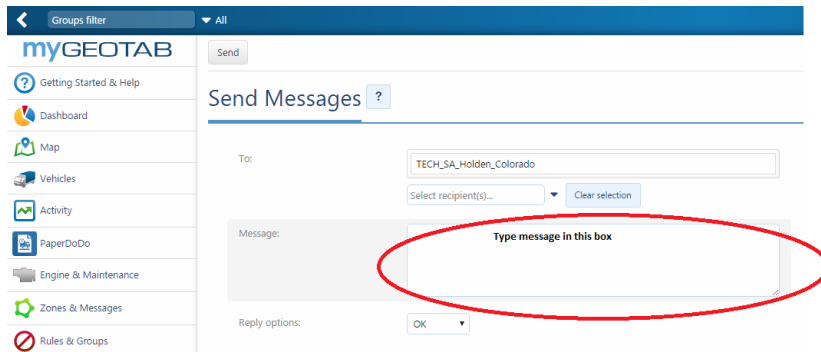 Groups filter
All
myGEOTAB
Send
Getting Started & Help
Send Messages ?
Dashboard
Map
To:
TECH_SA_Holden_Colorado
Vehicles
Select recipient(s)...
Clear selection
Activity
Message:
Type message in this box
PaperDoDo
Engine & Maintenance
Zones & Messages
Reply options:
OK
Rules & Groups